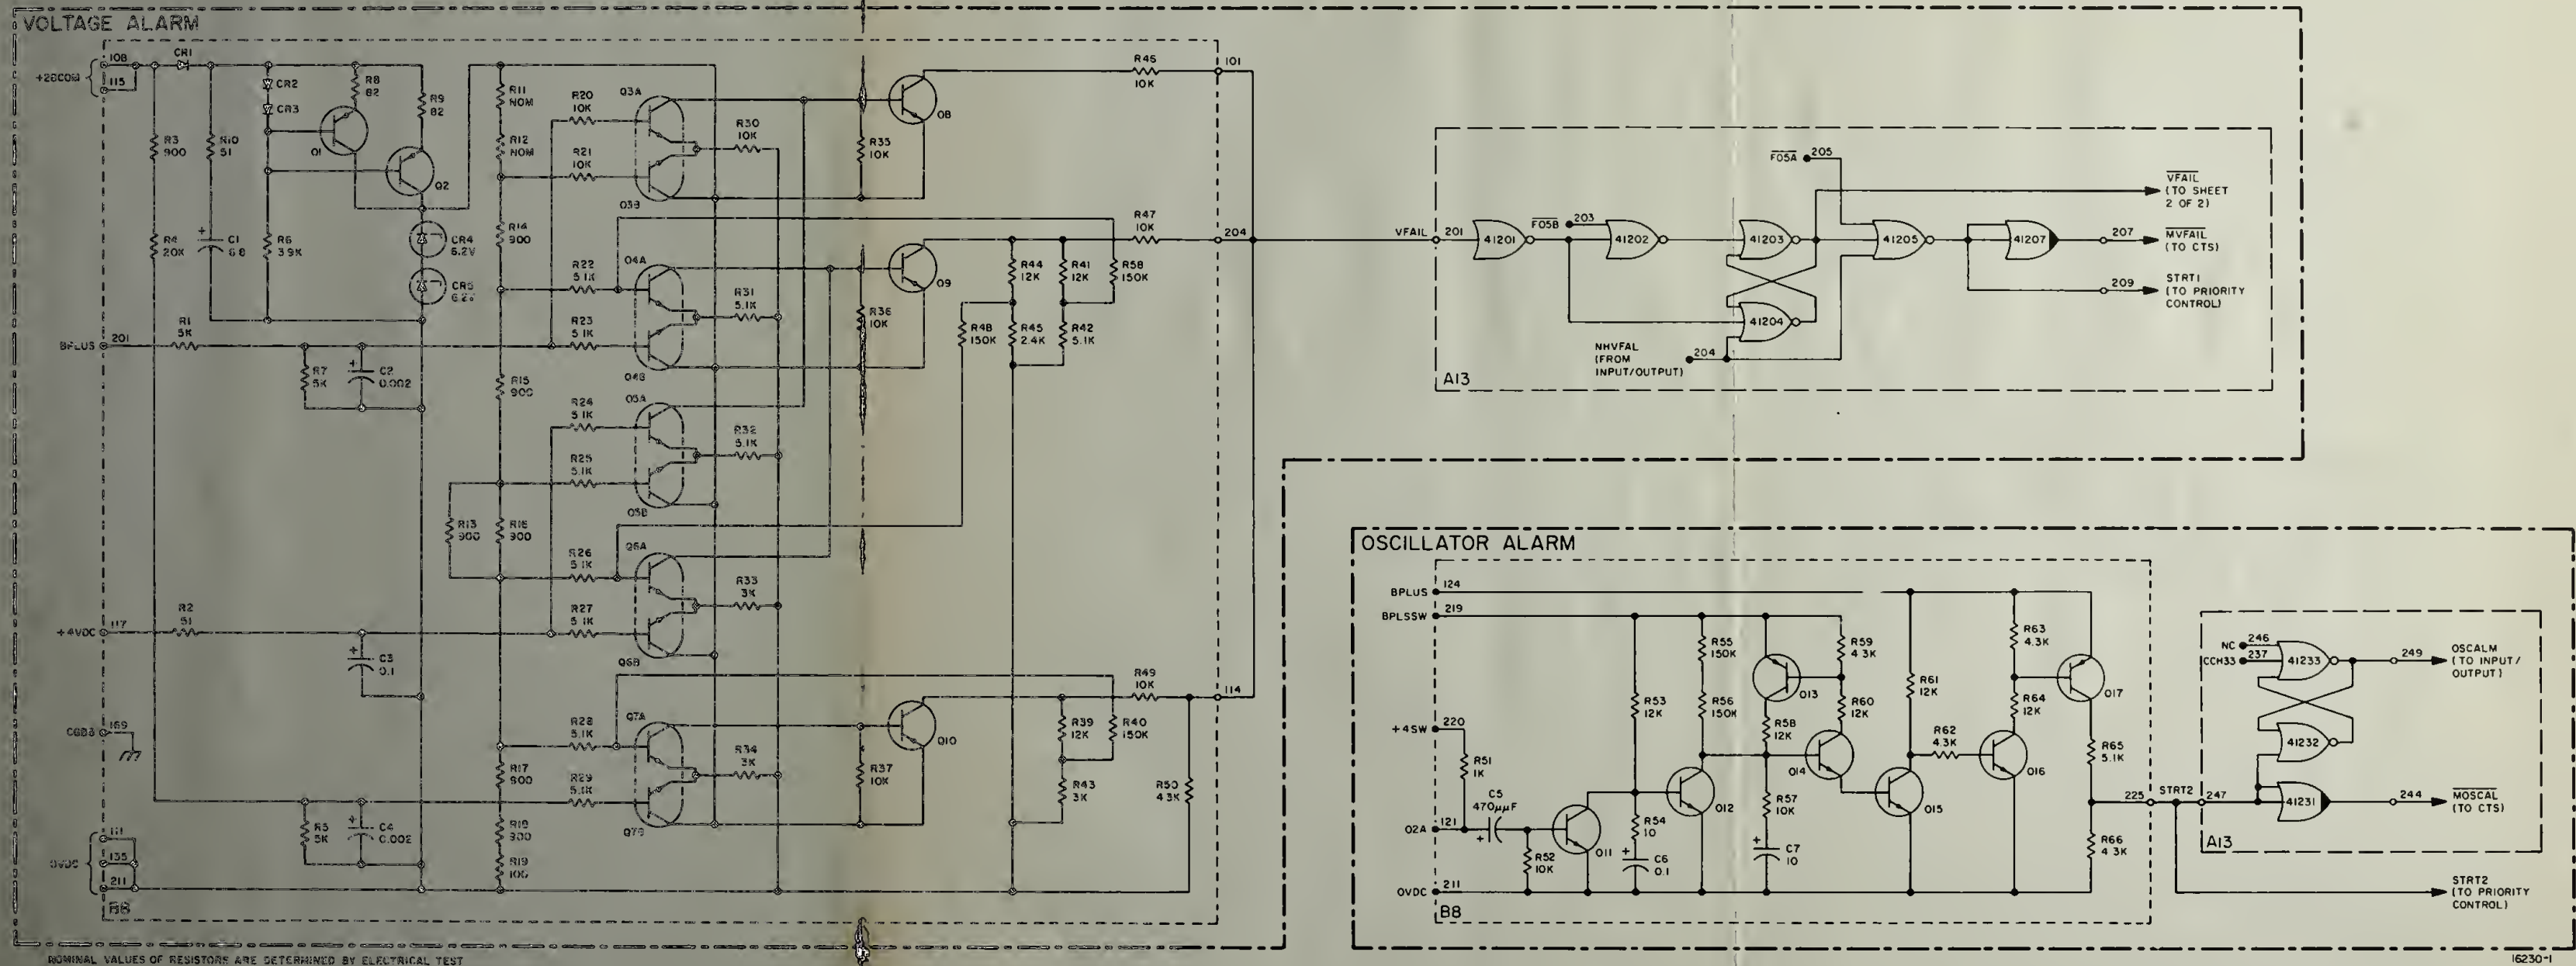 VOLTAGE ALARM
+28COM
108
115
CR1
CR2
CR3
R8
82
R9
82
Q1
Q2
R3
900
R10
51
R4
20K
C1
6.8
R6
3.9K
CR4
6.2V
CR5
6.2V
R1
5K
BPLUS
201
R7
5K
C2
0.002
R2
51
+4VDC
117
C3
0.1
169
R5
5K
C4
0.002
111
135
211
0VDC
B8
R11
NOM
R12
NOM
R14
900
R15
900
R13
900
R16
900
R17
900
R18
900
R19
100
R20
10K
R21
10K
R22
5.1K
R23
5.1K
R24
5.1K
R25
5.1K
R26
5.1K
R27
5.1K
R28
5.1K
R29
5.1K
Q3A
Q3B
Q4A
Q4B
Q5A
Q5B
Q6A
Q6B
Q7A
Q7B
R30
10K
R31
5.1K
R32
5.1K
R33
3K
R34
3K
R35
10K
R36
10K
R37
10K
Q8
Q9
Q10
R46
10K
101
R47
10K
204
R44
12K
R41
12K
R58
150K
R48
150K
R45
2.4K
R42
5.1K
R49
10K
114
R39
12K
R40
150K
R43
3K
R50
4.3K
VFAIL
201
41201
F05B
203
41202
41203
41204
F05A
205
41205
41207
NHVFAL
(FROM
INPUT/OUTPUT)
204
VFAIL
(TO SHEET
2 OF 2)
207
MVFAIL
(TO CTS)
209
STRT1
(TO PRIORITY
CONTROL)
A13
OSCILLATOR ALARM
BPLUS
124
BPLSSW
219
+4SW
220
R51
1K
C5
470µµF
Q2A
121
R52
10K
Q11
R53
12K
R54
10
C6
0.1
R55
150K
R56
150K
Q12
Q13
R58
12K
R57
10K
C7
10
R59
4.3K
R60
12K
Q14
R61
12K
Q15
R62
4.3K
R63
4.3K
R64
12K
Q16
Q17
R65
5.1K
R66
4.3K
0VDC
211
B8
225
STRT2
247
NC
246
CCH33
237
41233
41232
41231
249
OSCALM
(TO INPUT/
OUTPUT)
244
MOSCAL
(TO CTS)
A13
STRT2
(TO PRIORITY
CONTROL)
NOMINAL VALUES OF RESISTORS ARE DETERMINED BY ELECTRICAL TEST
16230-1